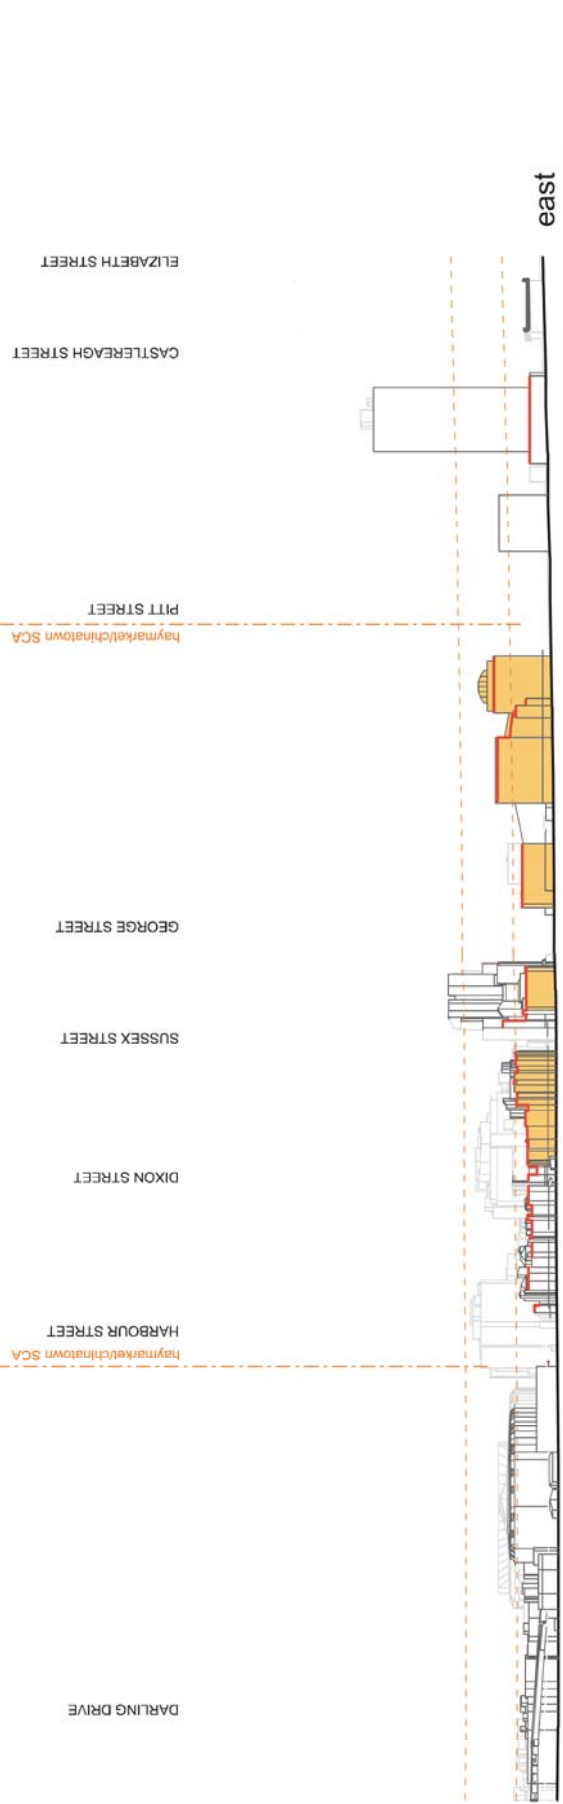 east
ELIZABETH STREET
CASTLEREAGH STREET
PITT STREET
haymarket/chinatown SCA
GEORGE STREET
SUSSEX STREET
DIXON STREET
HARBOUR STREET
haymarket/chinatown SCA
DARLING DRIVE